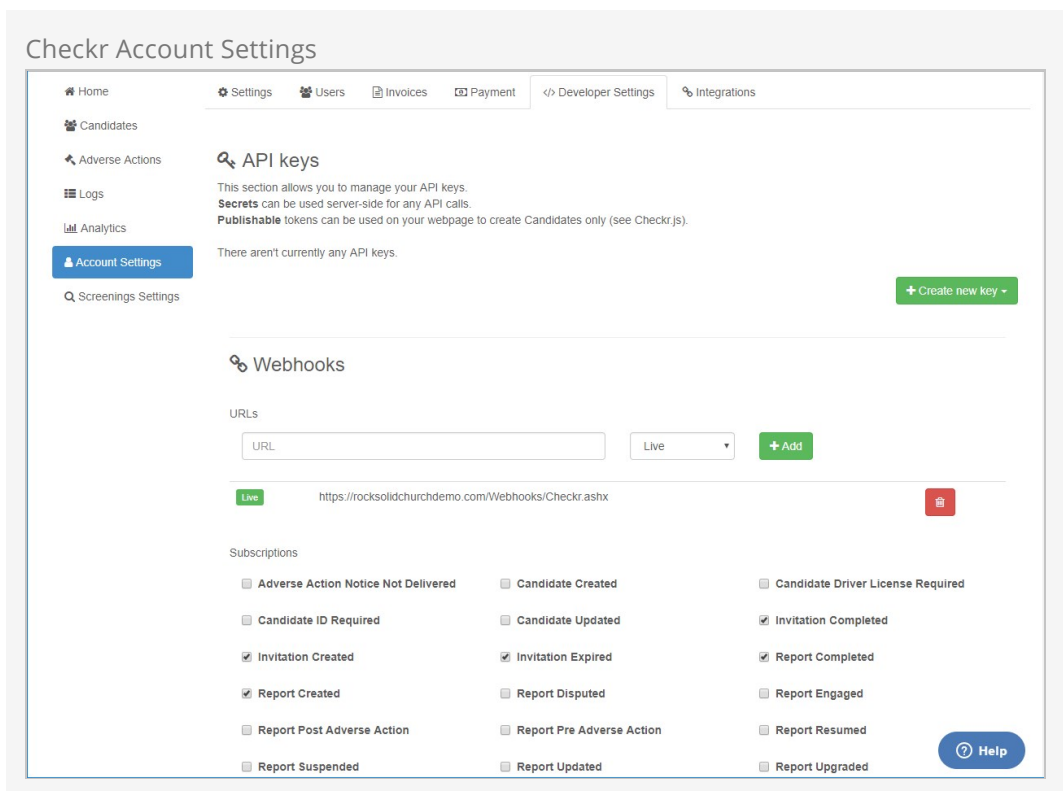 Checkr Account Settings
Home
Candidates
Adverse Actions
Logs
Analytics
Account Settings
Screenings Settings
Settings Users Invoices Payment </> Developer Settings Integrations
API keys
This section allows you to manage your API keys.
Secrets can be used server-side for any API calls.
Publishable tokens can be used on your webpage to create Candidates only (see Checkr.js).
There aren't currently any API keys.
+ Create new key
Webhooks
URLs
URL Live + Add
Live https://rocksolidchurchdemo.com/Webhooks/Checkr.ashx
Subscriptions
Adverse Action Notice Not Delivered Candidate Created Candidate Driver License Required
Candidate ID Required Candidate Updated Invitation Completed
Invitation Created Invitation Expired Report Completed
Report Created Report Disputed Report Engaged
Report Post Adverse Action Report Pre Adverse Action Report Resumed
Report Suspended Report Updated Report Upgraded
? Help